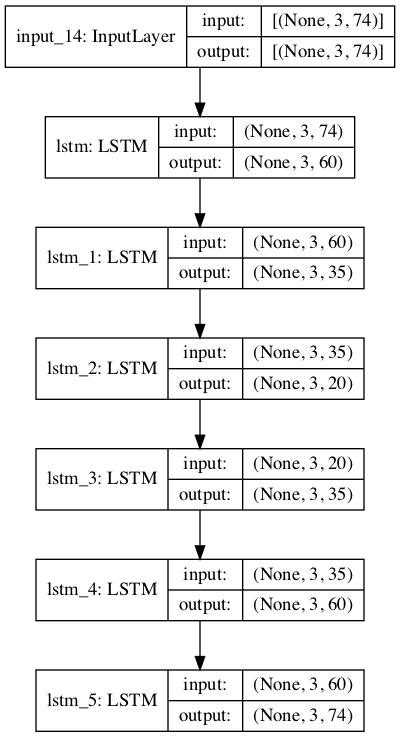 input_14: InputLayer
input: [(None, 3, 74)]
output: [(None, 3, 74)]
lstm: LSTM
input: (None, 3, 74)
output: (None, 3, 60)
lstm_1: LSTM
input: (None, 3, 60)
output: (None, 3, 35)
lstm_2: LSTM
input: (None, 3, 35)
output: (None, 3, 20)
lstm_3: LSTM
input: (None, 3, 20)
output: (None, 3, 35)
lstm_4: LSTM
input: (None, 3, 35)
output: (None, 3, 60)
lstm_5: LSTM
input: (None, 3, 60)
output: (None, 3, 74)